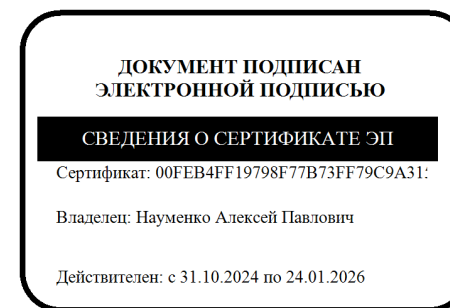 ДОКУМЕНТ ПОДПИСАН
ЭЛЕКТРОННОЙ ПОДПИСЬЮ
СВЕДЕНИЯ О СЕРТИФИКАТЕ ЭП
Сертификат: 00FEB4FF19798F77B73FF79C9A31
Владелец: Науменко Алексей Павлович
Действителен: с 31.10.2024 по 24.01.2026